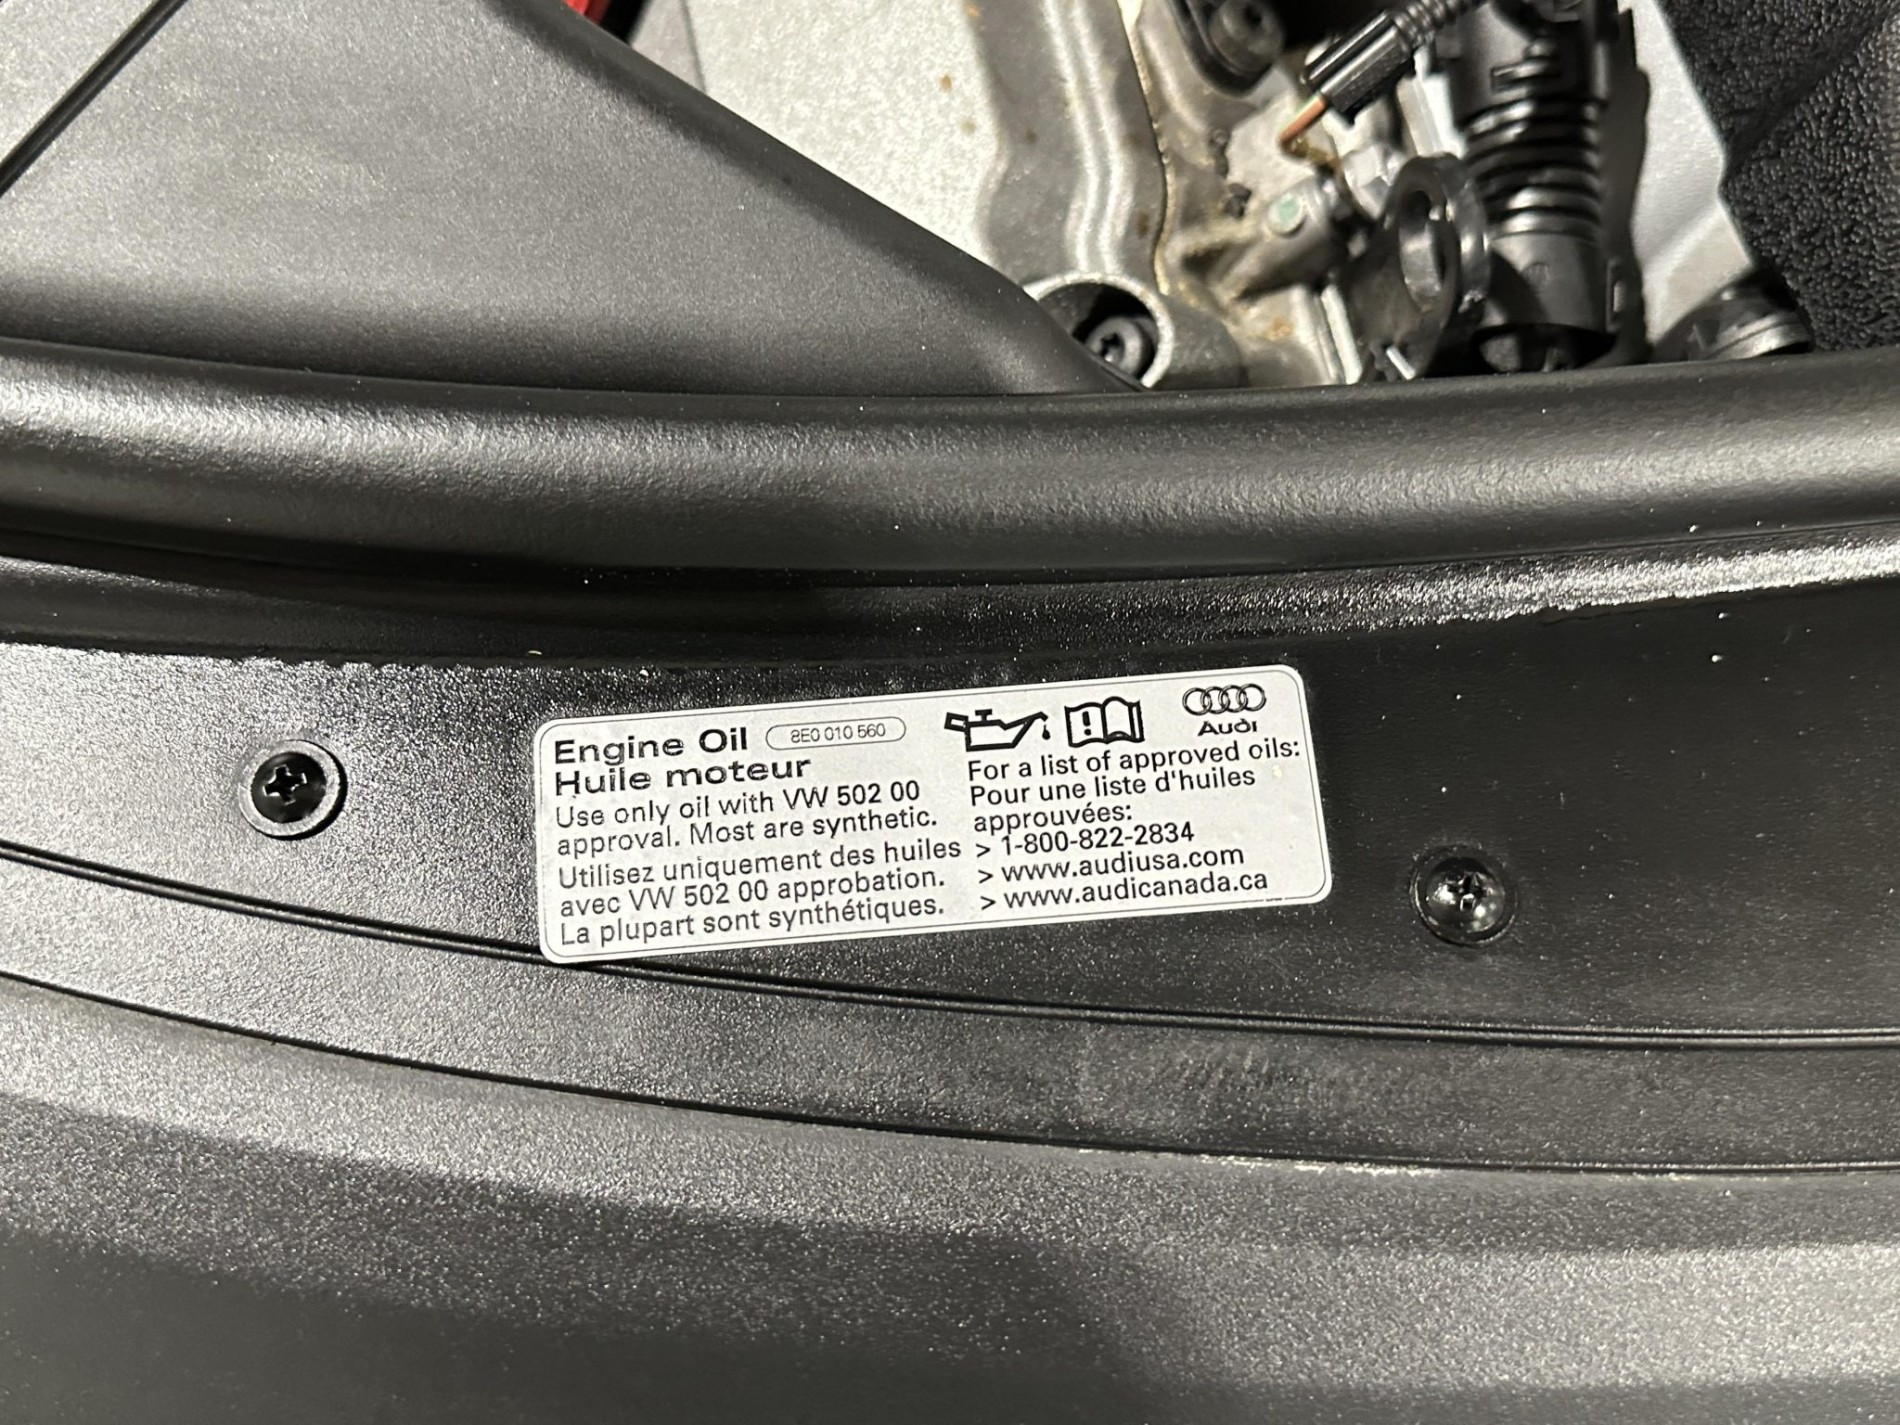 Engine Oil 8E0 010 560
Huile moteur
Use only oil with VW 502 00
approval. Most are synthetic.
Utilisez uniquement des huiles
avec VW 502 00 approbation.
La plupart sont synthétiques.
Audi
For a list of approved oils:
Pour une liste d'huiles
approuvées:
> 1-800-822-2834
> www.audiusa.com
> www.audicanada.ca